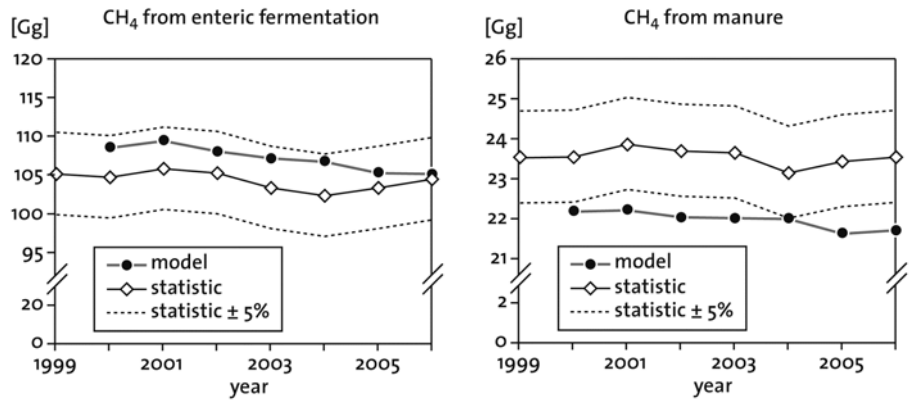 CH₄ from enteric fermentation
[Gg]
120
115
110
105
100
95
20
0
model
statistic
statistic ± 5%
1999 2001 2003 2005
year
CH₄ from manure
[Gg]
26
25
24
23
22
21
2
0
model
statistic
statistic ± 5%
1999 2001 2003 2005
year